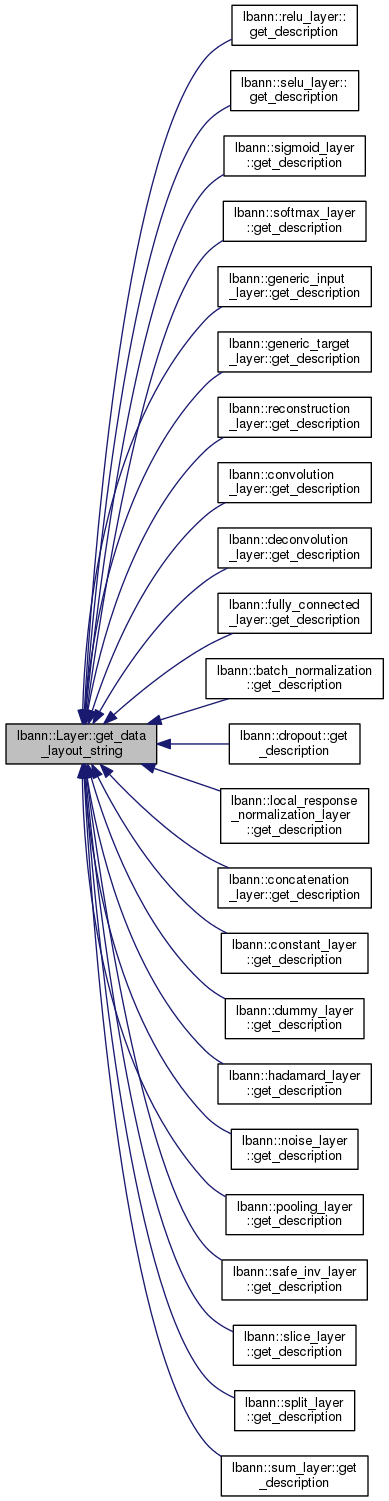 lbann::relu_layer::
get_description
lbann::selu_layer::
get_description
lbann::sigmoid_layer
::get_description
lbann::softmax_layer
::get_description
lbann::generic_input
_layer::get_description
lbann::generic_target
_layer::get_description
lbann::reconstruction
_layer::get_description
lbann::convolution
_layer::get_description
lbann::deconvolution
_layer::get_description
lbann::fully_connected
_layer::get_description
lbann::batch_normalization
::get_description
lbann::Layer::get_data
_layout_string
lbann::dropout::get
_description
lbann::local_response
_normalization_layer
::get_description
lbann::concatenation
_layer::get_description
lbann::constant_layer
::get_description
lbann::dummy_layer
::get_description
lbann::hadamard_layer
::get_description
lbann::noise_layer
::get_description
lbann::pooling_layer
::get_description
lbann::safe_inv_layer
::get_description
lbann::slice_layer
::get_description
lbann::split_layer
::get_description
lbann::sum_layer::get
_description